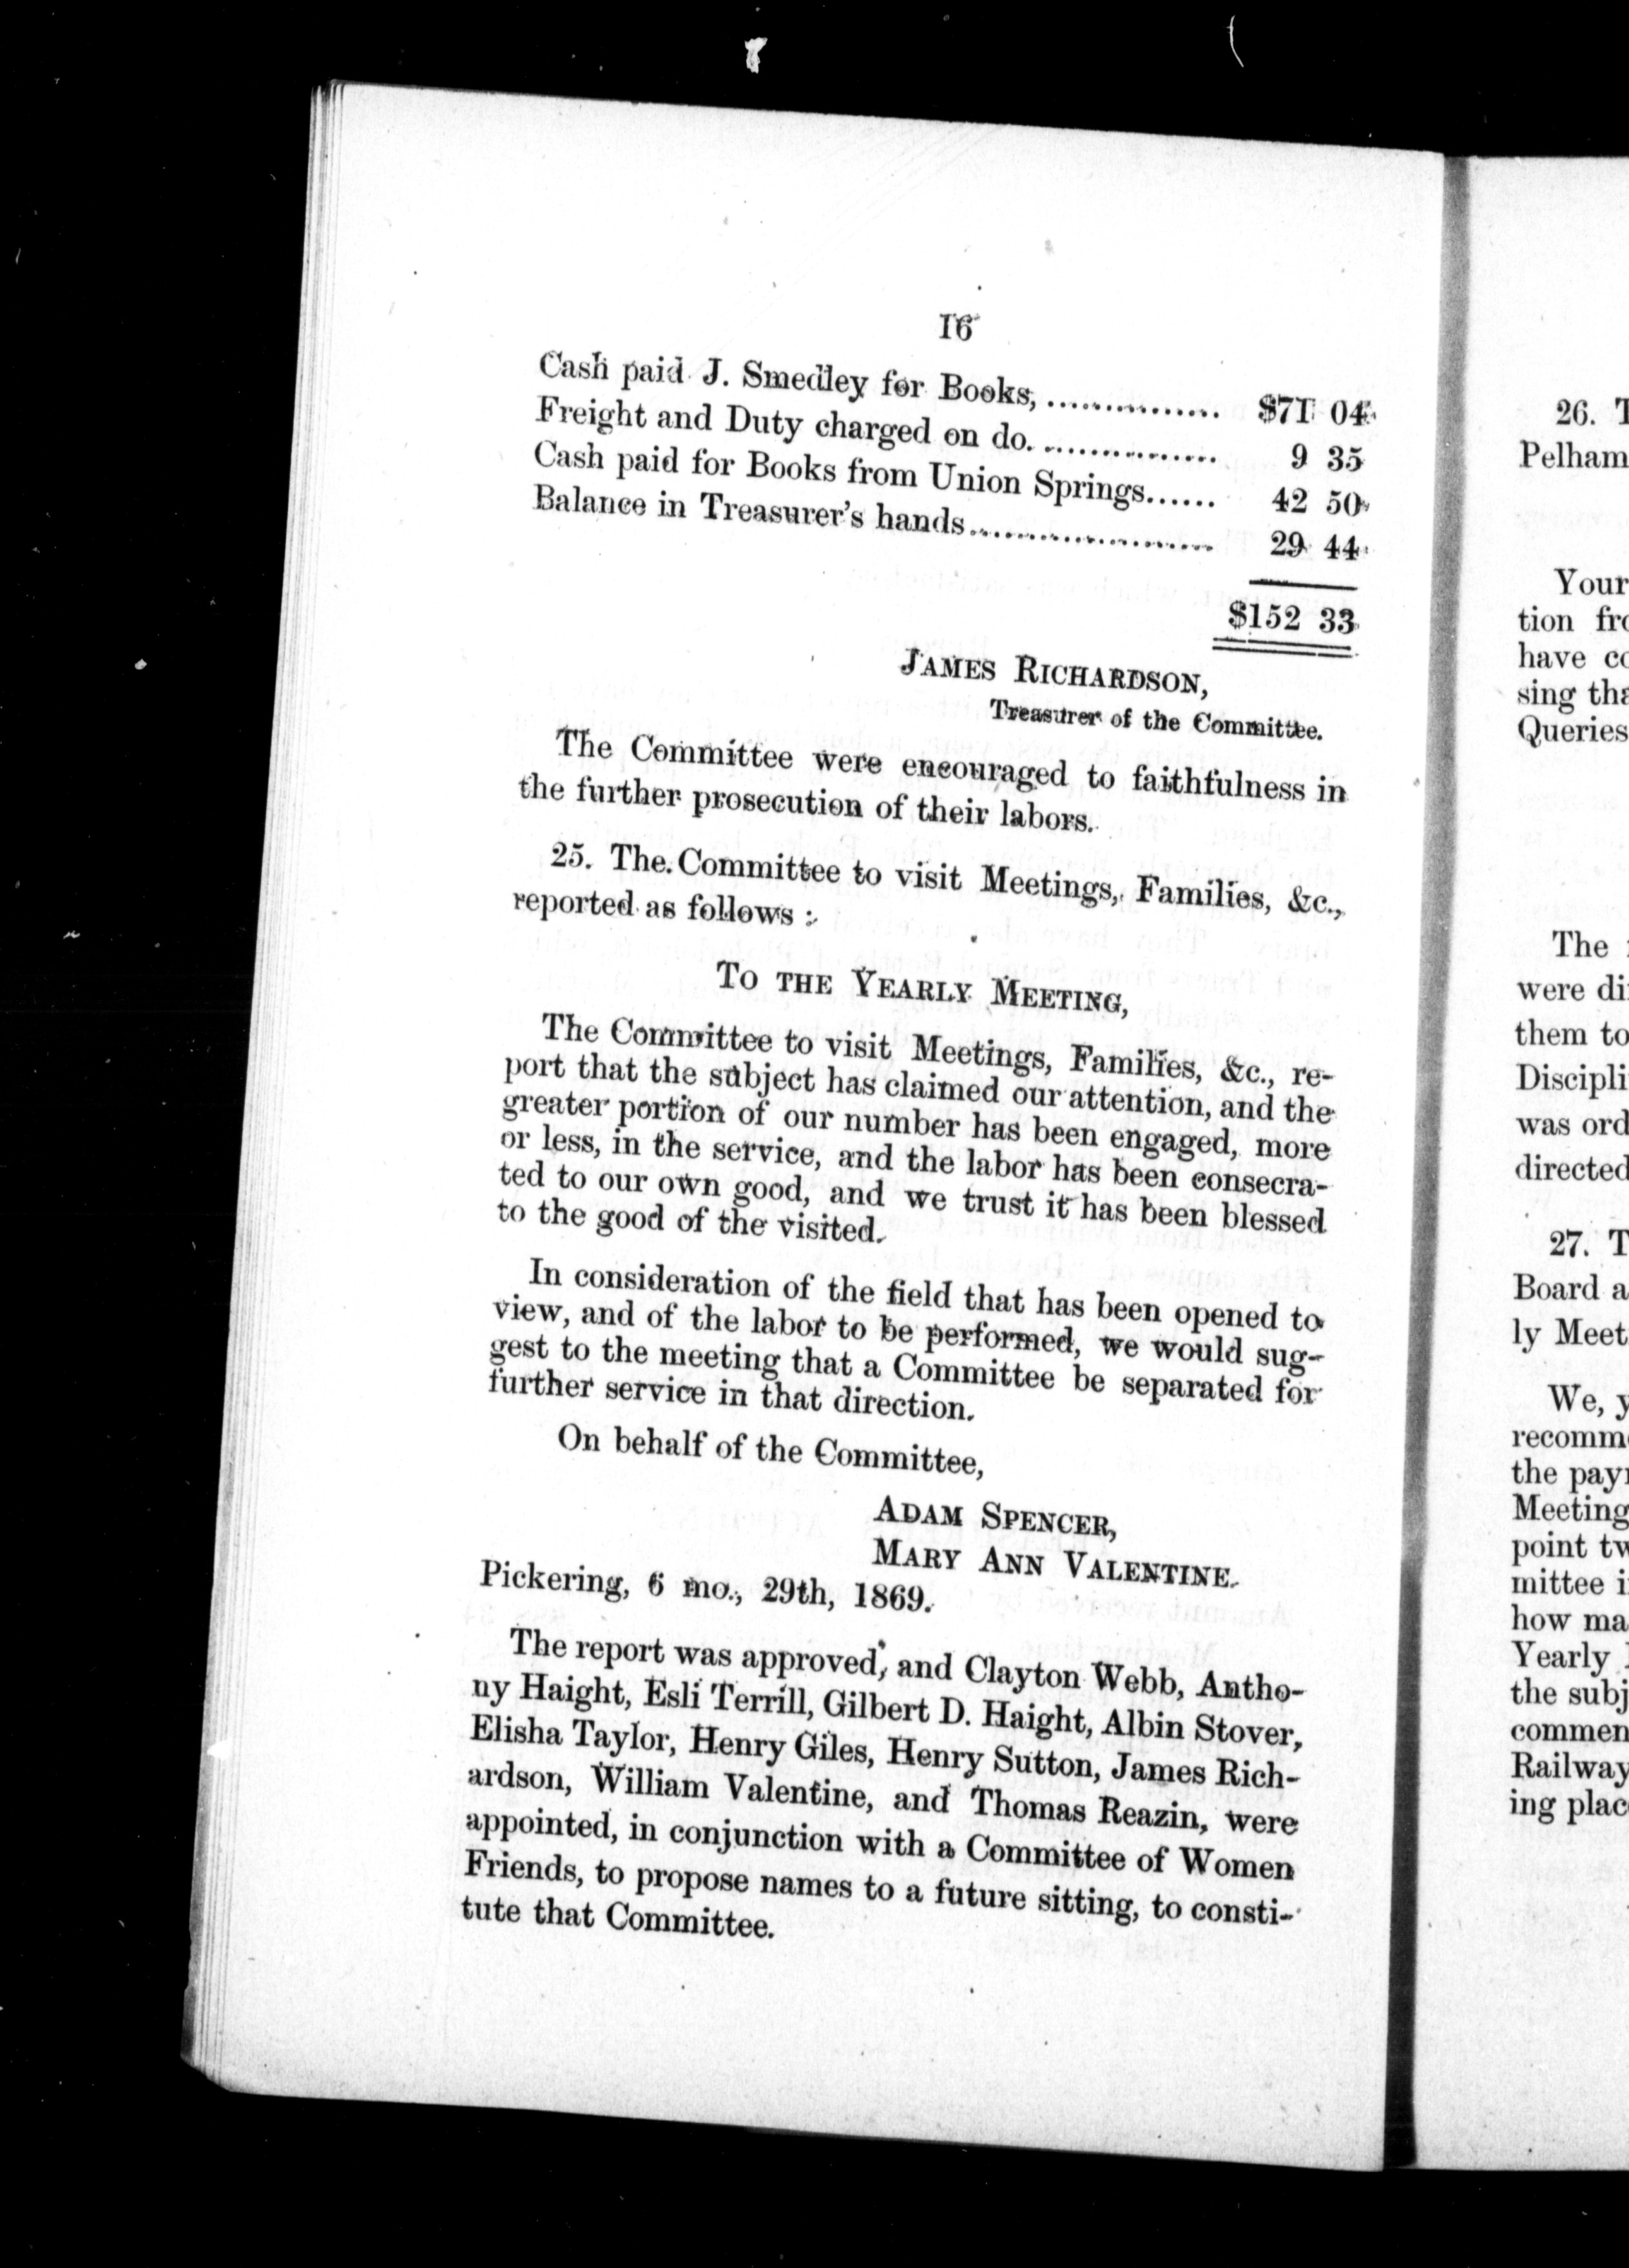 16
Cash paid J. Smedley for Books, ............... $71 04
Freight and Duty charged on do. ............... 9 35
Cash paid for Books from Union Springs...... 42 50
Balance in Treasurer's hands..................... 29 44
$152 33
JAMES RICHARDSON,
Treasurer of the Committee.
The Committee were encouraged to faithfulness in
the further prosecution of their labors.
25. The Committee to visit Meetings, Families, &c.,
reported as follows :
TO THE YEARLY MEETING,
The Committee to visit Meetings, Families, &c., re-
port that the subject has claimed our attention, and the
greater portion of our number has been engaged, more
or less, in the service, and the labor has been consecra-
ted to our own good, and we trust it has been blessed
to the good of the visited.
In consideration of the field that has been opened to
view, and of the labor to be performed, we would sug-
gest to the meeting that a Committee be separated for
further service in that direction.
On behalf of the Committee,
ADAM SPENCER,
MARY ANN VALENTINE.
Pickering, 6 mo., 29th, 1869.
The report was approved, and Clayton Webb, Antho-
ny Haight, Esli Terrill, Gilbert D. Haight, Albin Stover,
Elisha Taylor, Henry Giles, Henry Sutton, James Rich-
ardson, William Valentine, and Thomas Reazin, were
appointed, in conjunction with a Committee of Women
Friends, to propose names to a future sitting, to consti-
tute that Committee.
26. T
Pelham
Your
tion fro
have co
sing tha
Queries
The
were di
them to
Discipli
was ord
directed
27. T
Board a
ly Meet
We, y
recomm
the pay
Meeting
point tw
mittee i
how ma
Yearly
the subj
commen
Railway
ing plac